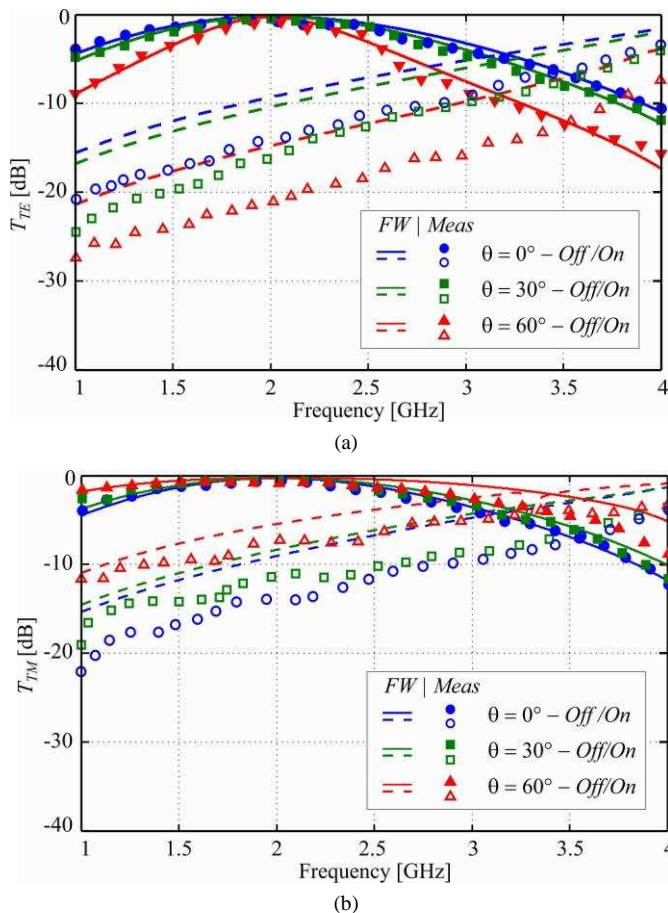 0
-10
-20
-30
-40
T_TE [dB]
FW | Meas
θ = 0° – Off/On
θ = 30° – Off/On
θ = 60° – Off/On
1 1.5 2 2.5 3 3.5 4
Frequency [GHz]
(a)
0
-10
-20
-30
-40
T_TM [dB]
FW | Meas
θ = 0° – Off/On
θ = 30° – Off/On
θ = 60° – Off/On
1 1.5 2 2.5 3 3.5 4
Frequency [GHz]
(b)